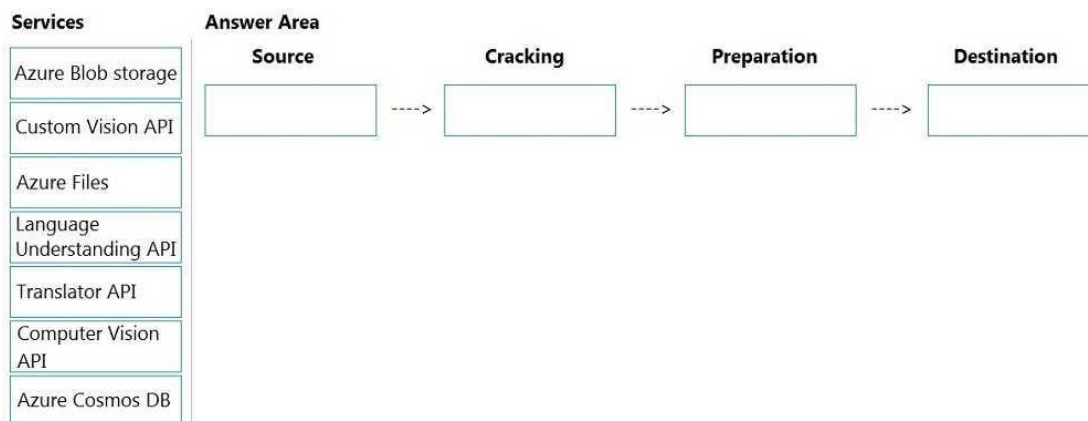 Services
Azure Blob storage
Custom Vision API
Azure Files
Language
Understanding API
Translator API
Computer Vision
API
Azure Cosmos DB
Answer Area
Source Cracking Preparation Destination
----> ----> ---->